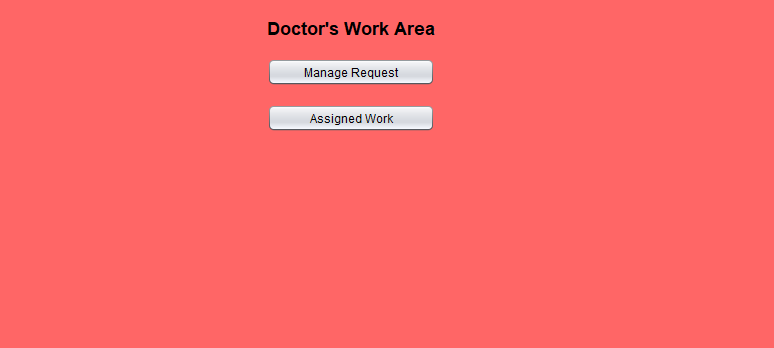 Doctor's Work Area
Manage Request
Assigned Work